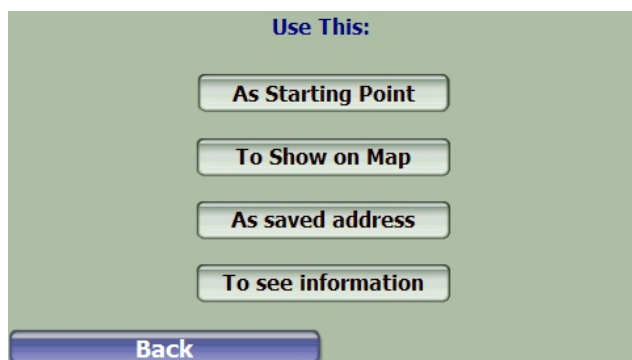 Use This:
As Starting Point
To Show on Map
As saved address
To see information
Back